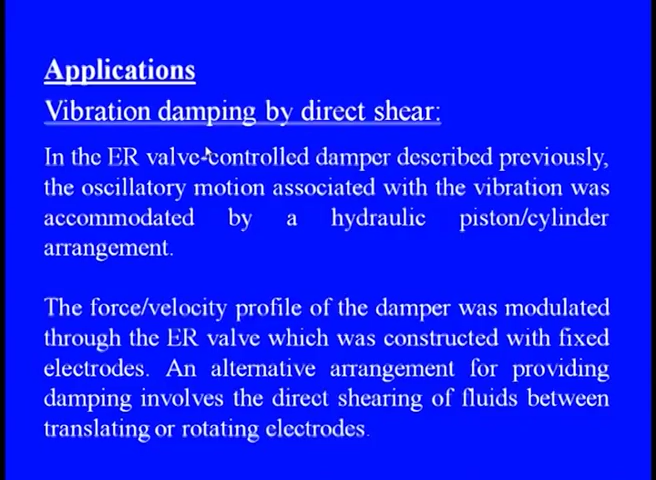 Applications
Vibration damping by direct shear:
In the ER valve-controlled damper described previously,
the oscillatory motion associated with the vibration was
accommodated by a hydraulic piston/cylinder
arrangement.
The force/velocity profile of the damper was modulated
through the ER valve which was constructed with fixed
electrodes. An alternative arrangement for providing
damping involves the direct shearing of fluids between
translating or rotating electrodes.